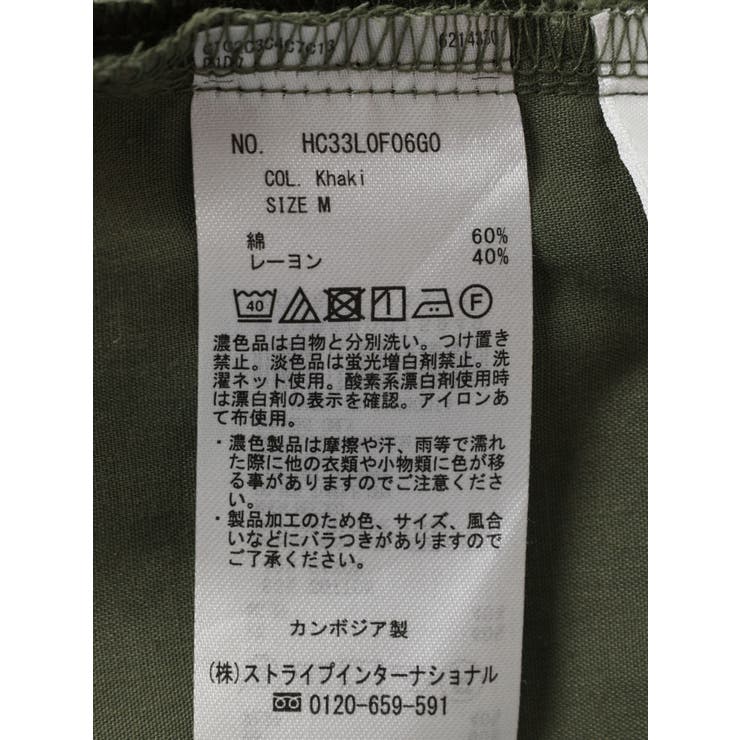 C1C2C3C4C7C13
6214330
NO. HC33L0F06G0
COL. Khaki
SIZE M
綿 60%
レーヨン 40%
40 F
濃色品は白物と分別洗い。つけ置き
禁止。淡色品は蛍光増白剤禁止。洗
濯ネット使用。酸素系漂白剤使用時
は漂白剤の表示を確認。アイロンあ
て布使用。
・濃色製品は摩擦や汗、雨等で濡れ
た際に他の衣類や小物類に色が移
る事がありますのでご注意くださ
い。
・製品加工のため色、サイズ、風合
いなどにバラつきがありますので
ご了承ください。
カンボジア製
(株)ストライプインターナショナル
0120-659-591